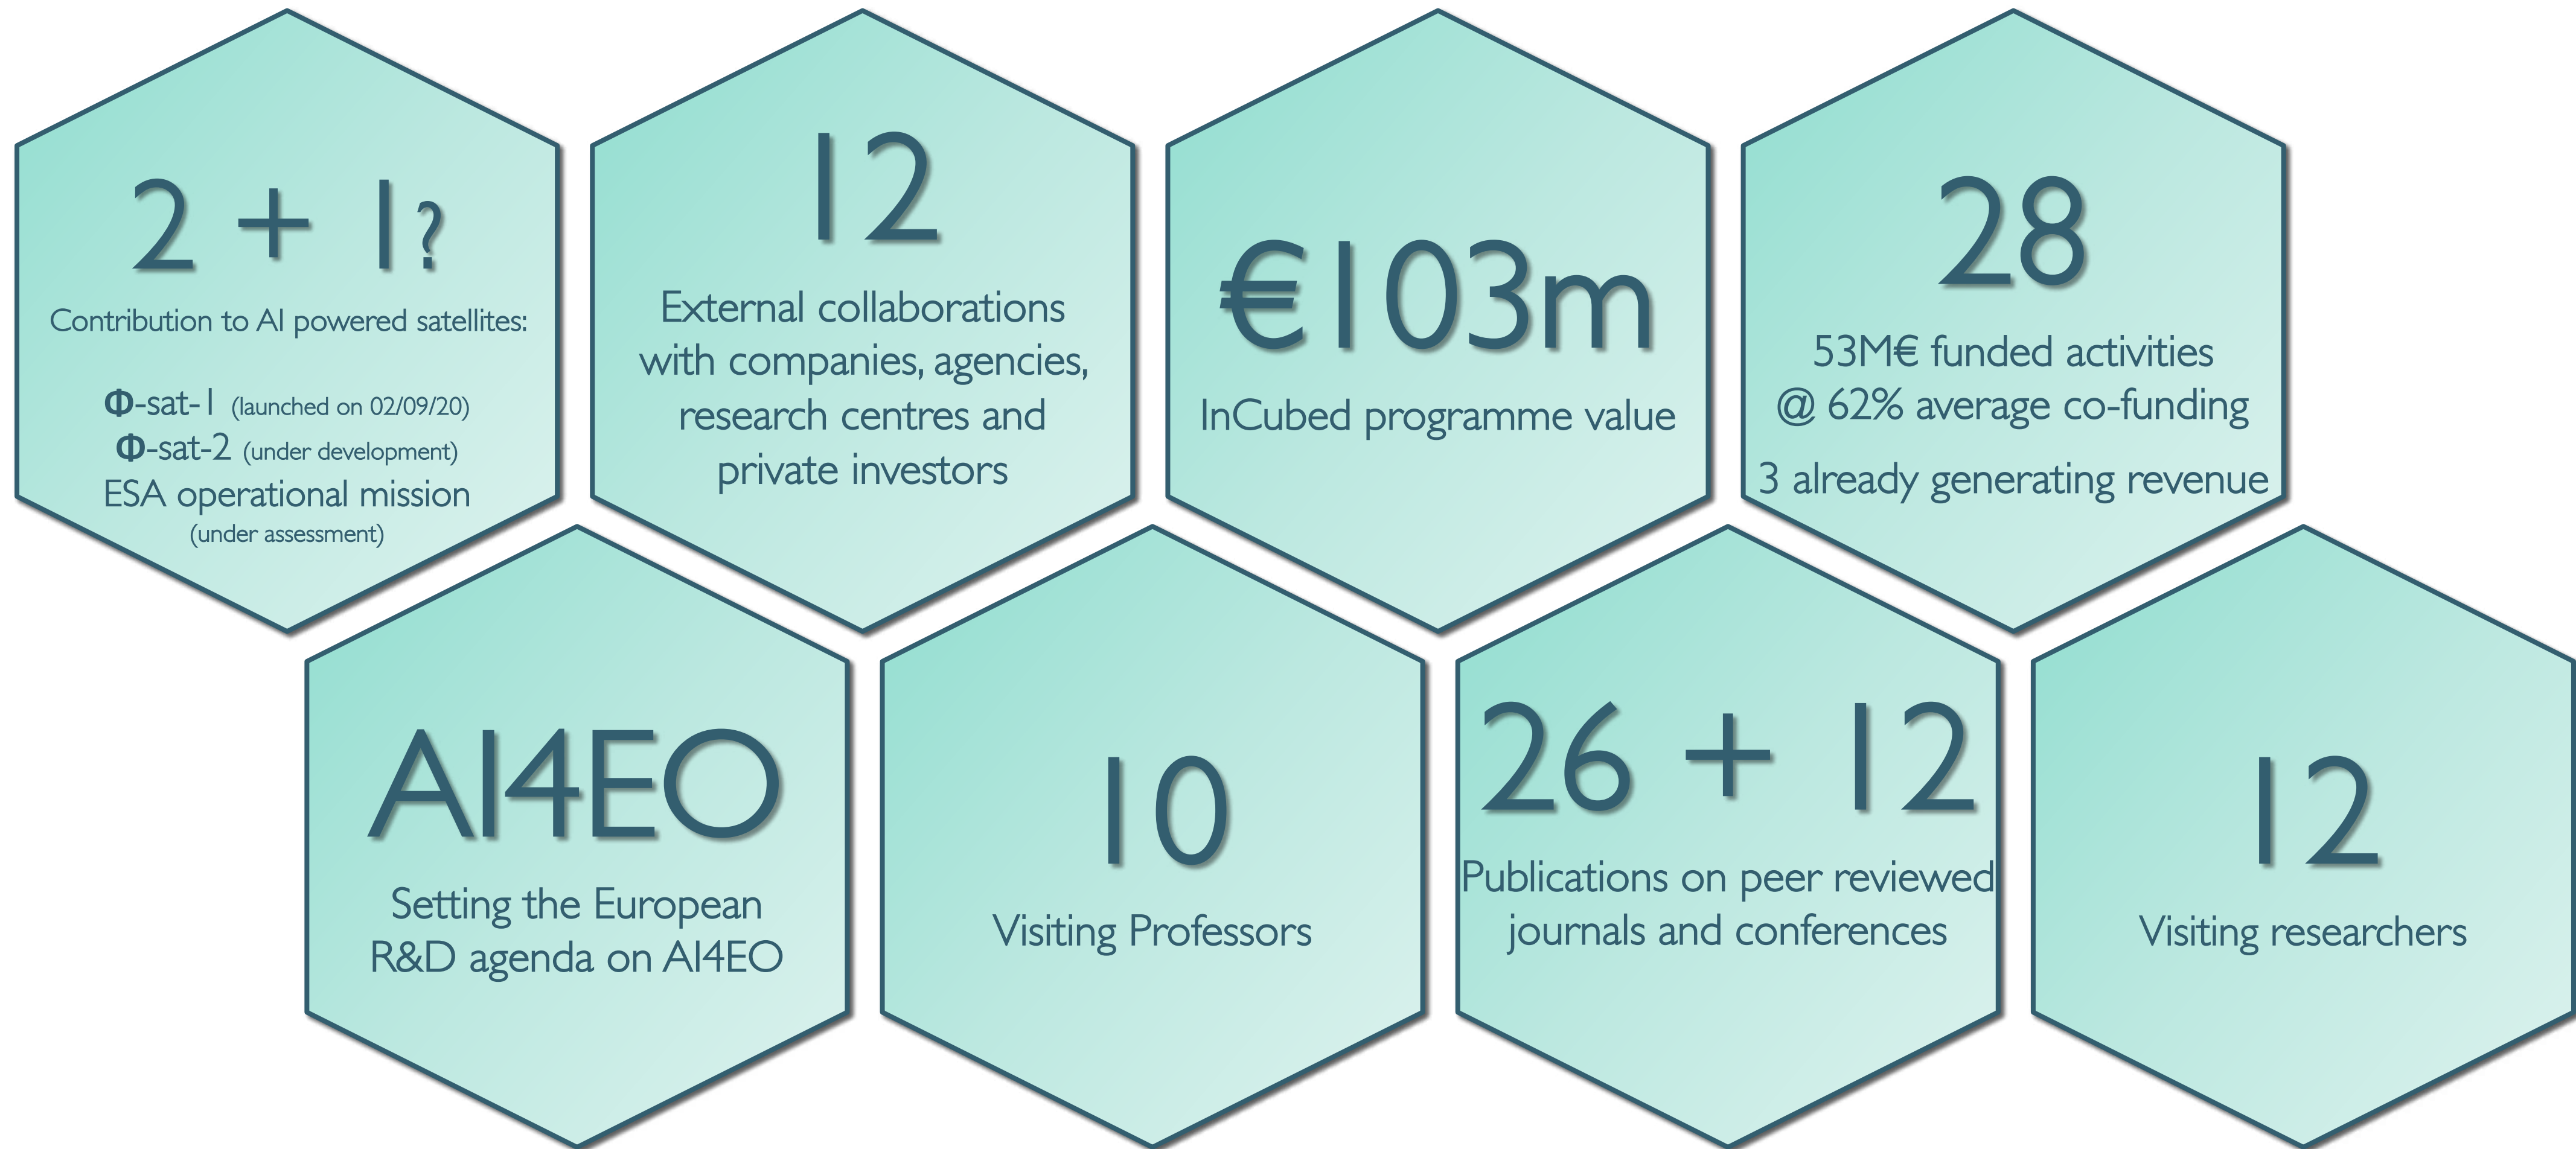 2 + 1?
Contribution to AI powered satellites:
Φ-sat-1 (launched on 02/09/20)
Φ-sat-2 (under development)
ESA operational mission
(under assessment)
12
External collaborations
with companies, agencies,
research centres and
private investors
€103m
InCubed programme value
28
53M€ funded activities
@ 62% average co-funding
3 already generating revenue
AI4EO
Setting the European
R&D agenda on AI4EO
10
Visiting Professors
26 + 12
Publications on peer reviewed
journals and conferences
12
Visiting researchers